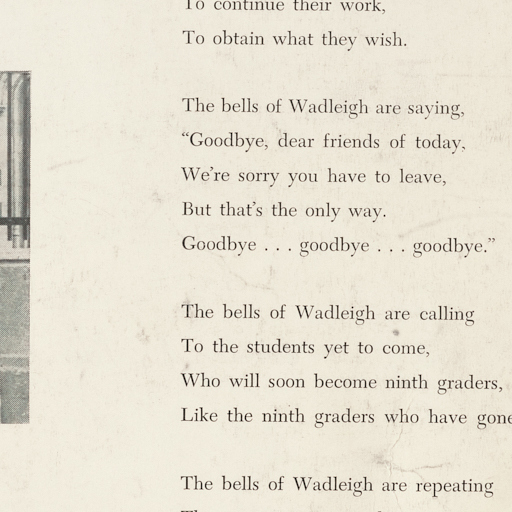 To continue their work,
To obtain what they wish.
The bells of Wadleigh are saying,
“Goodbye, dear friends of today,
We’re sorry you have to leave,
But that’s the only way.
Goodbye . . . goodbye . . . goodbye.”
The bells of Wadleigh are calling
To the students yet to come,
Who will soon become ninth graders,
Like the ninth graders who have gone
The bells of Wadleigh are repeating